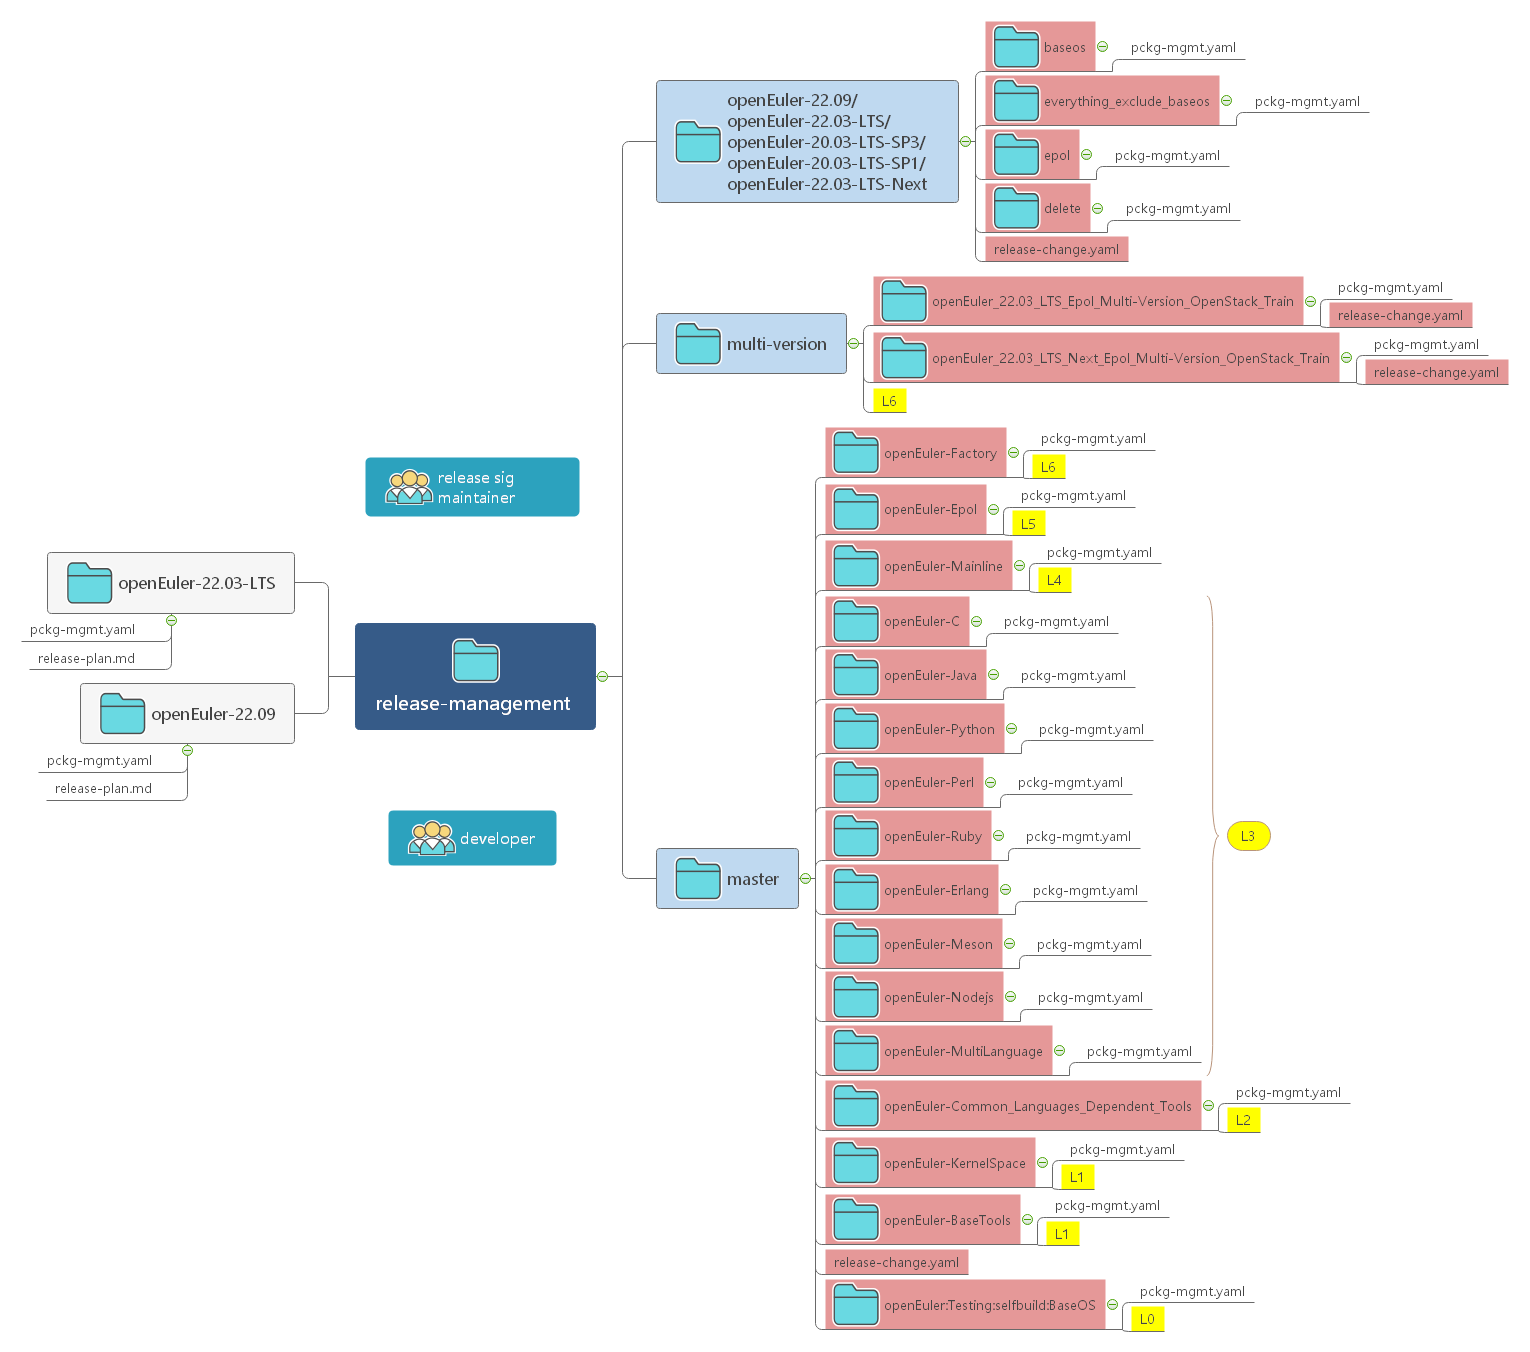 release sig
maintainer
openEuler-22.03-LTS
pckg-mgmt.yaml
release-plan.md
openEuler-22.09
pckg-mgmt.yaml
release-plan.md
release-management
developer
openEuler-22.09/
openEuler-22.03-LTS/
openEuler-20.03-LTS-SP3/
openEuler-20.03-LTS-SP1/
openEuler-22.03-LTS-Next
baseos
pckg-mgmt.yaml
everything_exclude_baseos
pckg-mgmt.yaml
epol
pckg-mgmt.yaml
delete
pckg-mgmt.yaml
release-change.yaml
multi-version
openEuler_22.03_LTS_Epol_Multi-Version_OpenStack_Train
pckg-mgmt.yaml
release-change.yaml
openEuler_22.03_LTS_Next_Epol_Multi-Version_OpenStack_Train
pckg-mgmt.yaml
release-change.yaml
L6
master
openEuler-Factory
pckg-mgmt.yaml
L6
openEuler-Epol
pckg-mgmt.yaml
L5
openEuler-Mainline
pckg-mgmt.yaml
L4
openEuler-C
pckg-mgmt.yaml
openEuler-Java
pckg-mgmt.yaml
openEuler-Python
pckg-mgmt.yaml
openEuler-Perl
pckg-mgmt.yaml
openEuler-Ruby
pckg-mgmt.yaml
openEuler-Erlang
pckg-mgmt.yaml
openEuler-Meson
pckg-mgmt.yaml
openEuler-Nodejs
pckg-mgmt.yaml
openEuler-MultiLanguage
pckg-mgmt.yaml
L3
openEuler-Common_Languages_Dependent_Tools
pckg-mgmt.yaml
L2
openEuler-KernelSpace
pckg-mgmt.yaml
L1
openEuler-BaseTools
pckg-mgmt.yaml
L1
release-change.yaml
openEuler:Testing:selfbuild:BaseOS
pckg-mgmt.yaml
L0